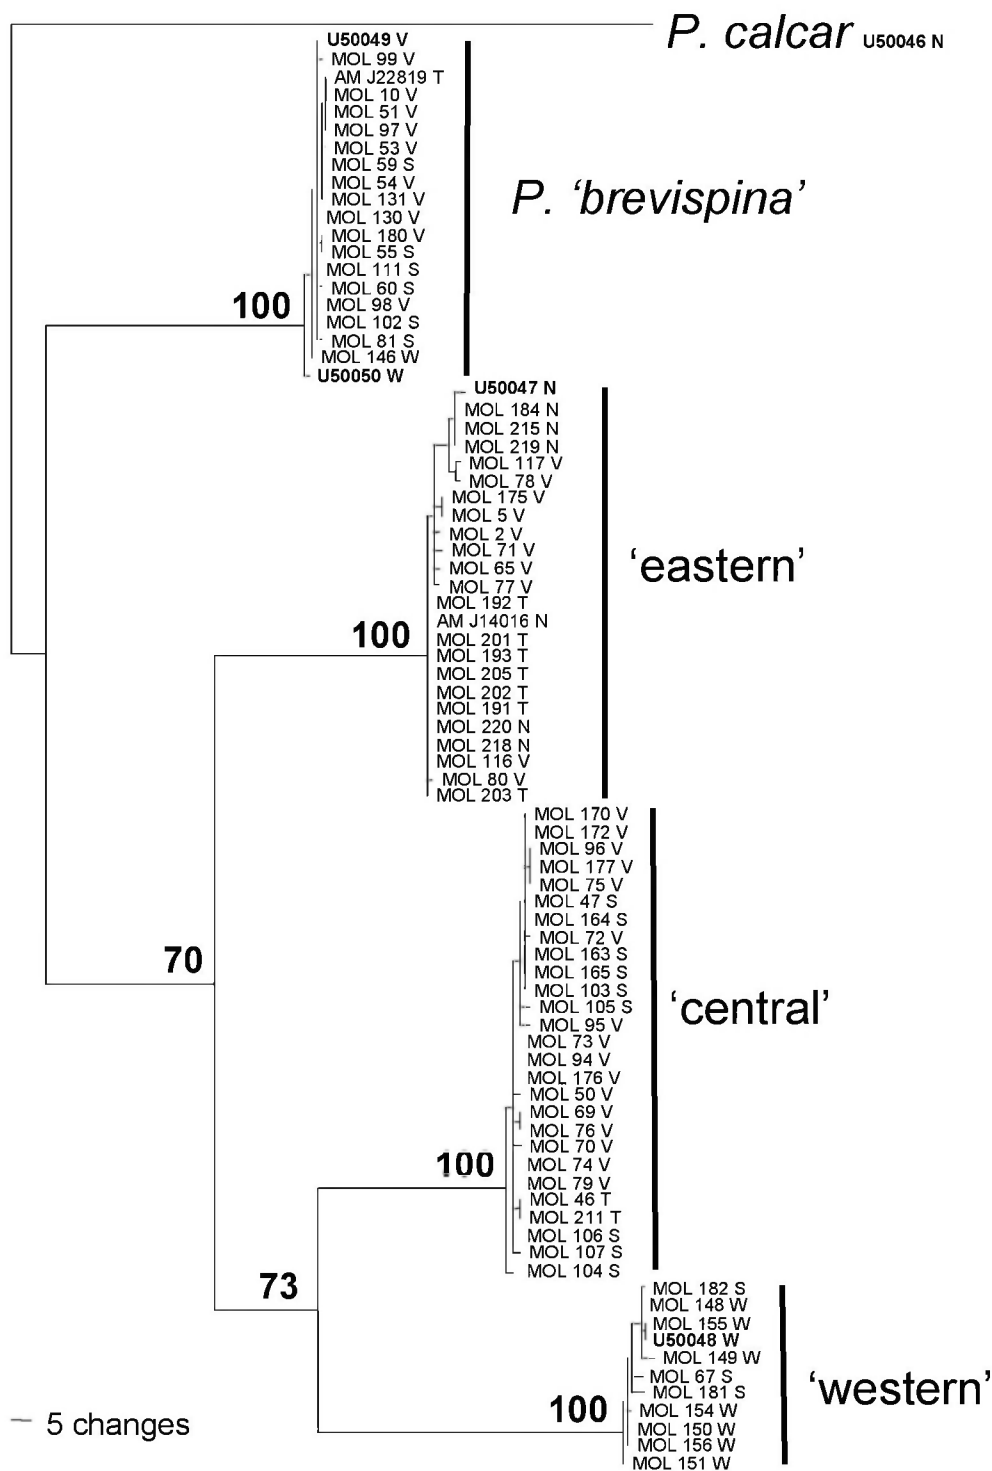 P. calcar U50046 N
U50049 V
MOL 99 V
AM J22819 T
MOL 10 V
MOL 51 V
MOL 97 V
MOL 53 V
MOL 59 S
MOL 54 V
MOL 131 V
P. ‘brevispina’
MOL 130 V
MOL 180 V
MOL 55 S
MOL 111 S
MOL 60 S
100
MOL 98 V
MOL 102 S
MOL 81 S
MOL 146 W
U50050 W
U50047 N
MOL 184 N
MOL 215 N
MOL 219 N
MOL 117 V
MOL 78 V
MOL 175 V
MOL 5 V
MOL 2 V
MOL 71 V
‘eastern’
MOL 65 V
MOL 77 V
MOL 192 T
AM J14016 N
100
MOL 201 T
MOL 193 T
MOL 205 T
MOL 202 T
MOL 191 T
MOL 220 N
MOL 218 N
MOL 116 V
MOL 80 V
MOL 203 T
MOL 170 V
MOL 172 V
MOL 96 V
MOL 177 V
MOL 75 V
MOL 47 S
MOL 164 S
MOL 72 V
MOL 163 S
70
MOL 165 S
MOL 103 S
MOL 105 S
‘central’
MOL 95 V
MOL 73 V
MOL 94 V
MOL 176 V
MOL 50 V
MOL 69 V
MOL 76 V
MOL 70 V
100
MOL 74 V
MOL 79 V
MOL 46 T
MOL 211 T
MOL 106 S
MOL 107 S
MOL 104 S
73
MOL 182 S
MOL 148 W
MOL 155 W
U50048 W
MOL 149 W
MOL 67 S
‘western’
MOL 181 S
100
MOL 154 W
5 changes
MOL 150 W
MOL 156 W
MOL 151 W